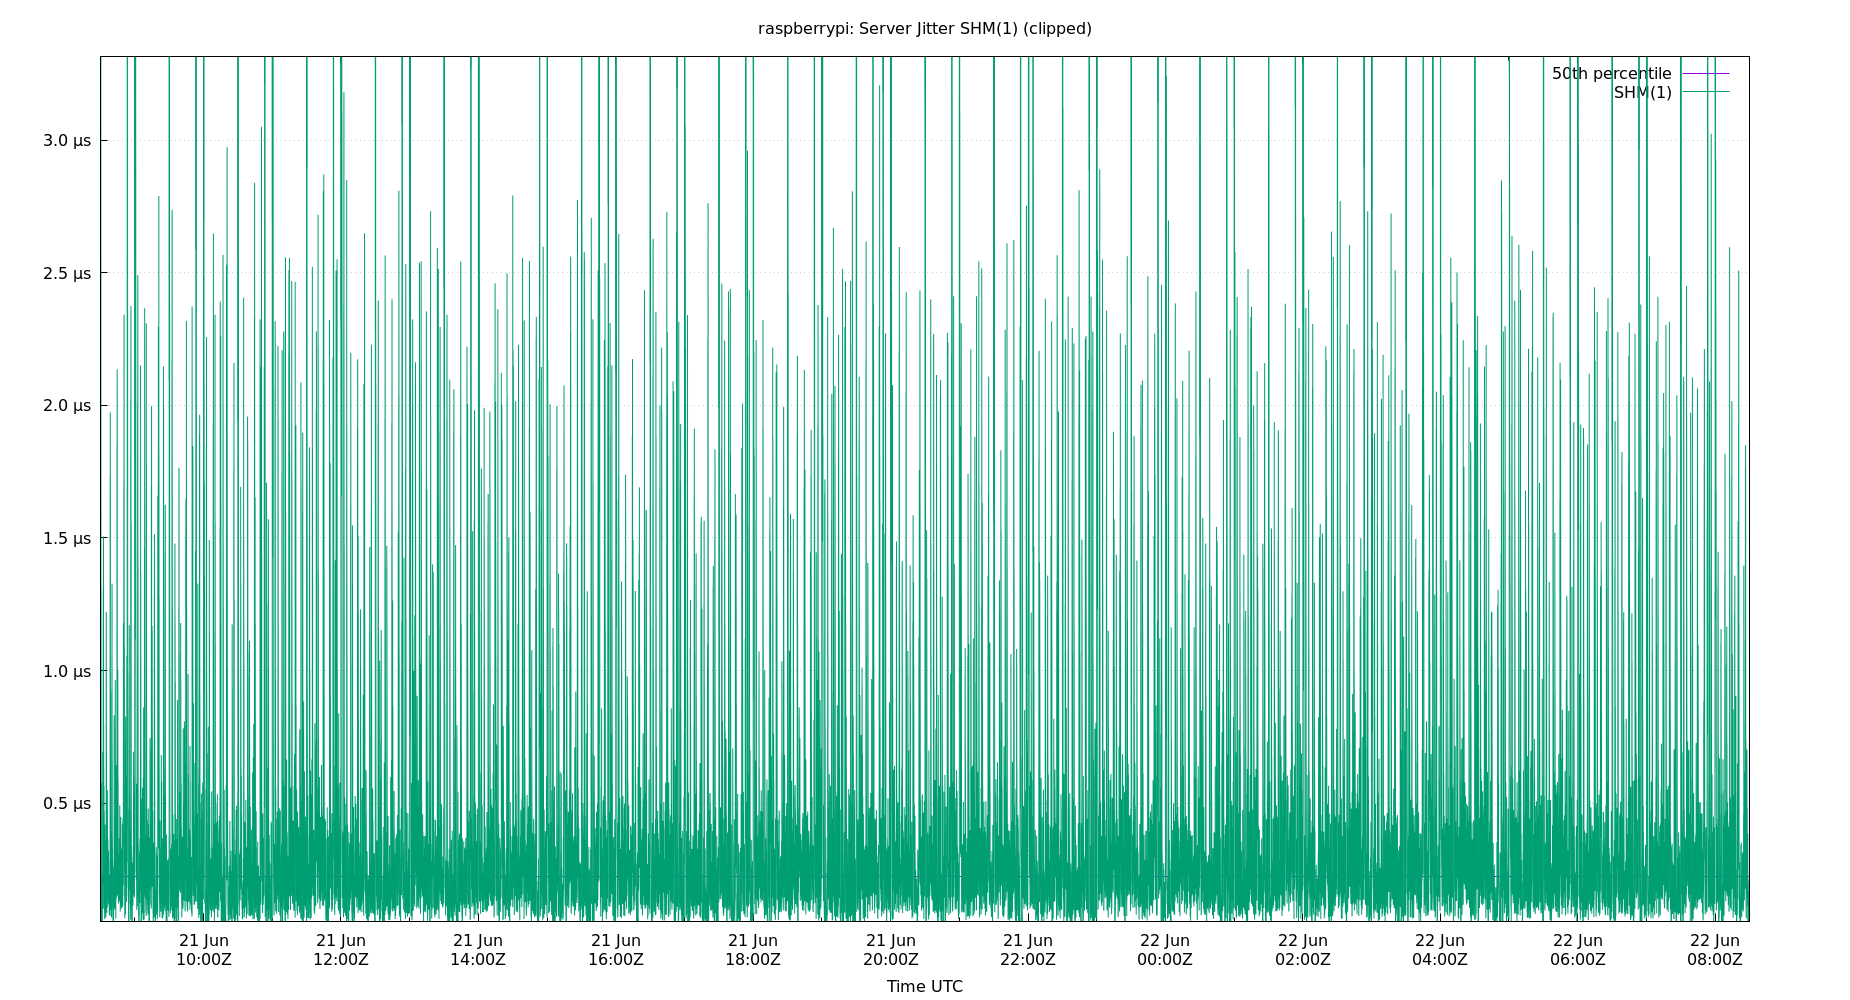 raspberrypi: Server Jitter SHM(1) (clipped)
50th percentile
SHM(1)
3.0 µs
2.5 µs
2.0 µs
1.5 µs
1.0 µs
0.5 µs
21 Jun 21 Jun 21 Jun 21 Jun 21 Jun 21 Jun 21 Jun 22 Jun 22 Jun 22 Jun 22 Jun 22 Jun
10:00Z 12:00Z 14:00Z 16:00Z 18:00Z 20:00Z 22:00Z 00:00Z 02:00Z 04:00Z 06:00Z 08:00Z
Time UTC